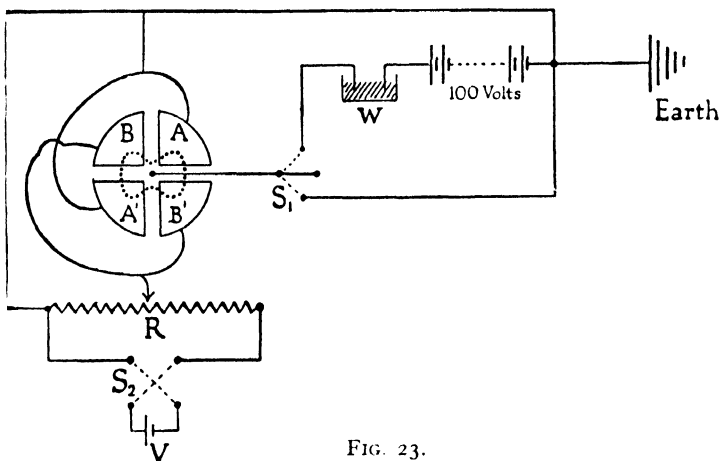 B A
A' B'
W
100 Volts
Earth
S₁
R
S₂
V
FIG. 23.